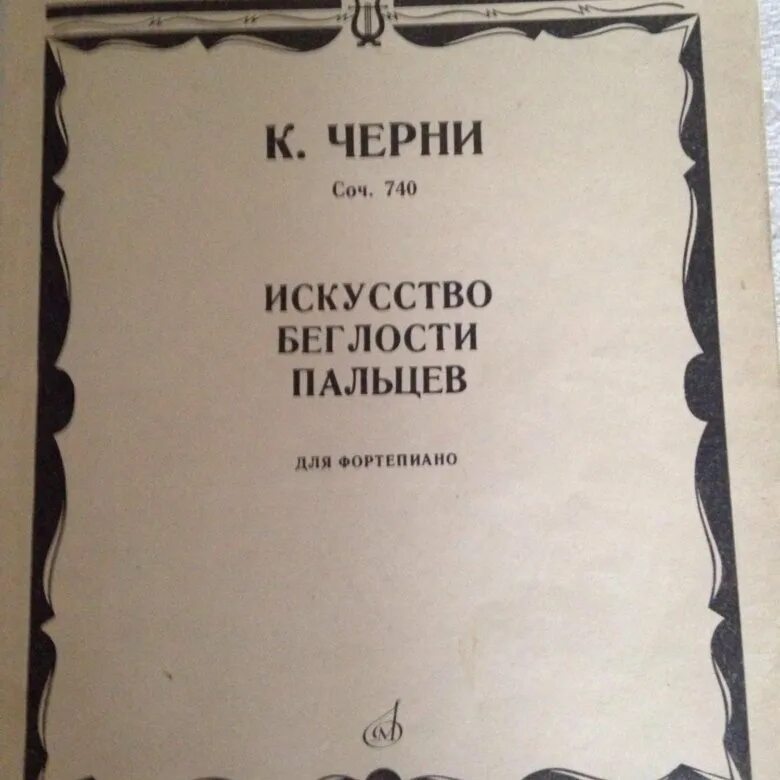 К. ЧЕРНИ
Соч. 740
ИСКУССТВО
БЕГЛОСТИ
ПАЛЬЦЕВ
ДЛЯ ФОРТЕПИАНО